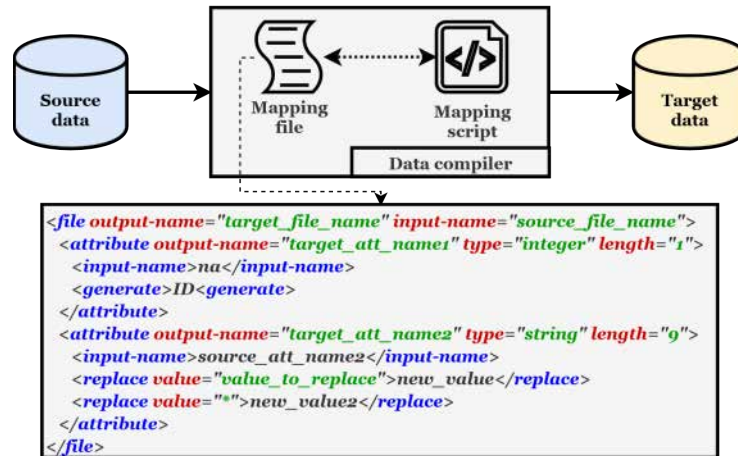 Source
data
Mapping
file
</>
Mapping
script
Data compiler
Target
data
<file output-name="target_file_name" input-name="source_file_name">
<attribute output-name="target_att_name1" type="integer" length="1">
<input-name>na</input-name>
<generate>ID<generate>
</attribute>
<attribute output-name="target_att_name2" type="string" length="9">
<input-name>source_att_name2</input-name>
<replace value="value_to_replace">new_value</replace>
<replace value="*">new_value2</replace>
</attribute>
</file>